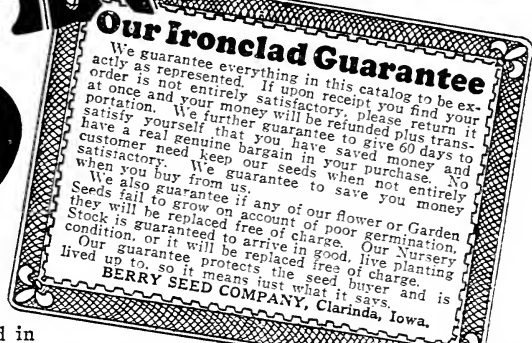 Our Ironclad Guarantee
We guarantee everything in this catalog to be ex-
actly as represented. If upon receipt you find your
order is not entirely satisfactory, please return it
at once and your money will be refunded plus trans-
portation. We further guarantee to give 60 days to
satisfy yourself that you have saved money and
have a real genuine bargain in your purchase. No
customer need keep our seeds when not entirely
satisfactory. We guarantee to save you money
when you buy from us.
We also guarantee if any of our flower or Garden
Seeds fail to grow on account of poor germination,
they will be replaced free of charge. Our Nursery
Stock is guaranteed to arrive in good, live planting
condition, or it will be replaced free of charge.
Our guarantee protects the seed buyer and is
lived up to, so it means just what it says.
BERRY SEED COMPANY, Clarinda, Iowa.
in